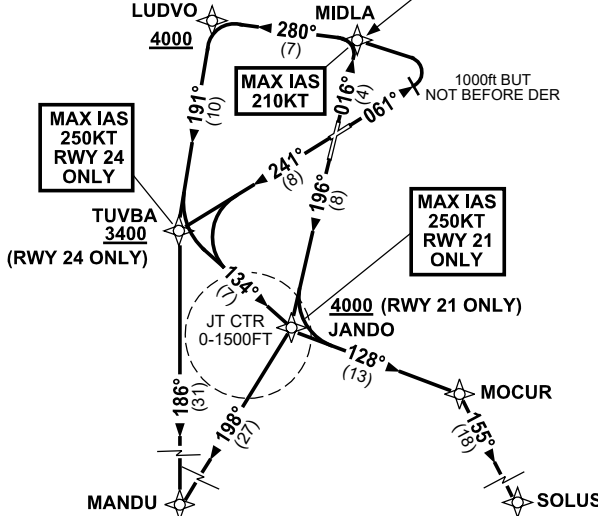 LUDVO
4000
MIDLA
280°
(7)
MAX IAS
210KT
016°
(4)
061°
1000ft BUT
NOT BEFORE DER
191°
(10)
MAX IAS
250KT
RWY 24
ONLY
241°
(8)
196°
(8)
TUVBA
3400
(RWY 24 ONLY)
MAX IAS
250KT
RWY 21
ONLY
134°
(7)
JT CTR
0-1500FT
4000 (RWY 21 ONLY)
JANDO
128°
(13)
MOCUR
186°
(31)
198°
(27)
155°
(18)
MANDU
SOLUS